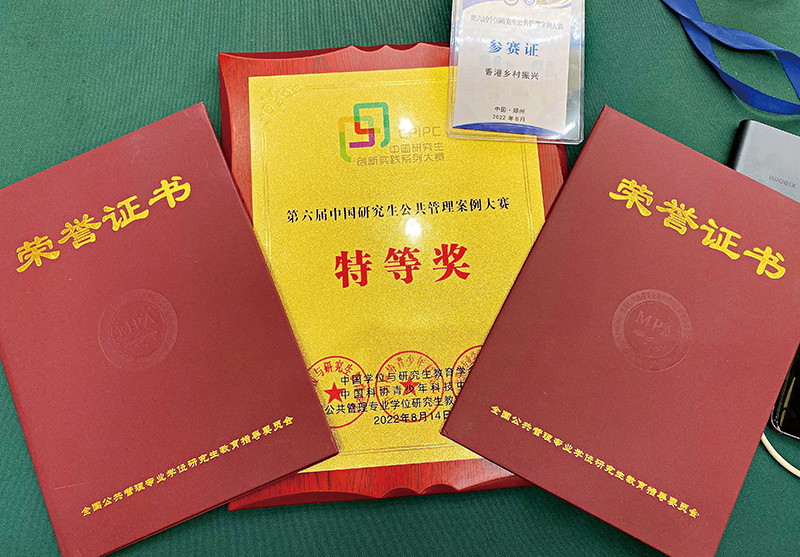 荣誉证书
MPA
全国公共管理专业学位研究生教育指导委员会
CPIPC
中国研究生
创新实践系列大赛
第六届中国研究生公共管理案例大赛
特等奖
中国学位与研究生教育学
中国科协青少年科技中
公共管理专业学位研究生教
2022年8月14日
第六届中国研究生公共管理案例大赛
参赛证
香港乡村振兴
中国·郑州
2022年8月
荣誉证书
MPA
全国公共管理专业学位研究生教育指导委员会